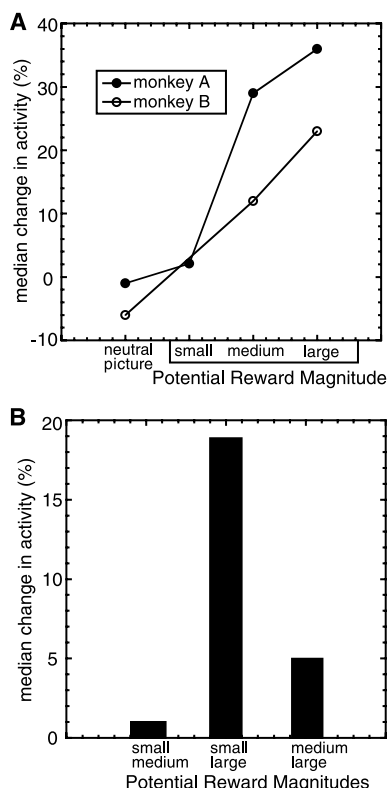 A
median change in activity (%)
40
30
20
10
0
-10
monkey A
monkey B
neutral picture
small
medium
large
Potential Reward Magnitude
B
median change in activity (%)
20
15
10
5
0
small medium
small large
medium large
Potential Reward Magnitudes